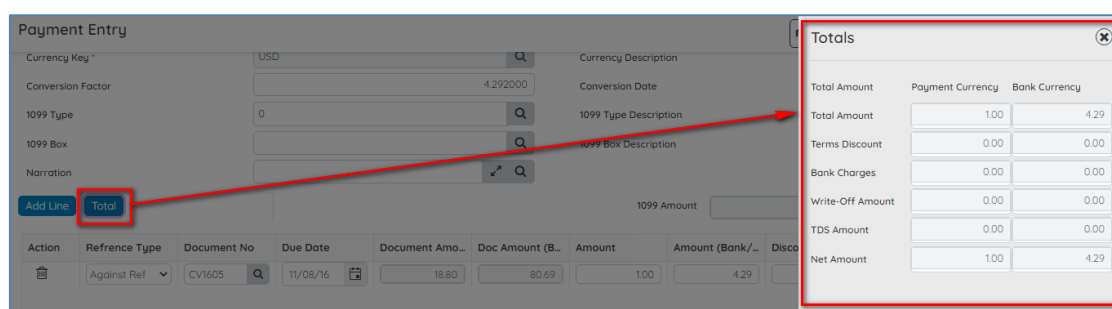 Payment Entry
Totals
Currency Key * USD Currency Description
Conversion Factor 4.292000 Conversion Date
Total Amount Payment Currency Bank Currency
1099 Type 0 1099 Type Description
Total Amount 1.00 4.29
1099 Box 1099 Box Description
Terms Discount 0.00 0.00
Narration
Bank Charges 0.00 0.00
Add Line Total 1099 Amount
Write-Off Amount 0.00 0.00
TDS Amount 0.00 0.00
Action Refrence Type Document No Due Date Document Amo... Doc Amount (B... Amount Amount (Bank/... Disco
Net Amount 1.00 4.29
Against Ref CV1605 11/08/16 18.80 80.69 1.00 4.29